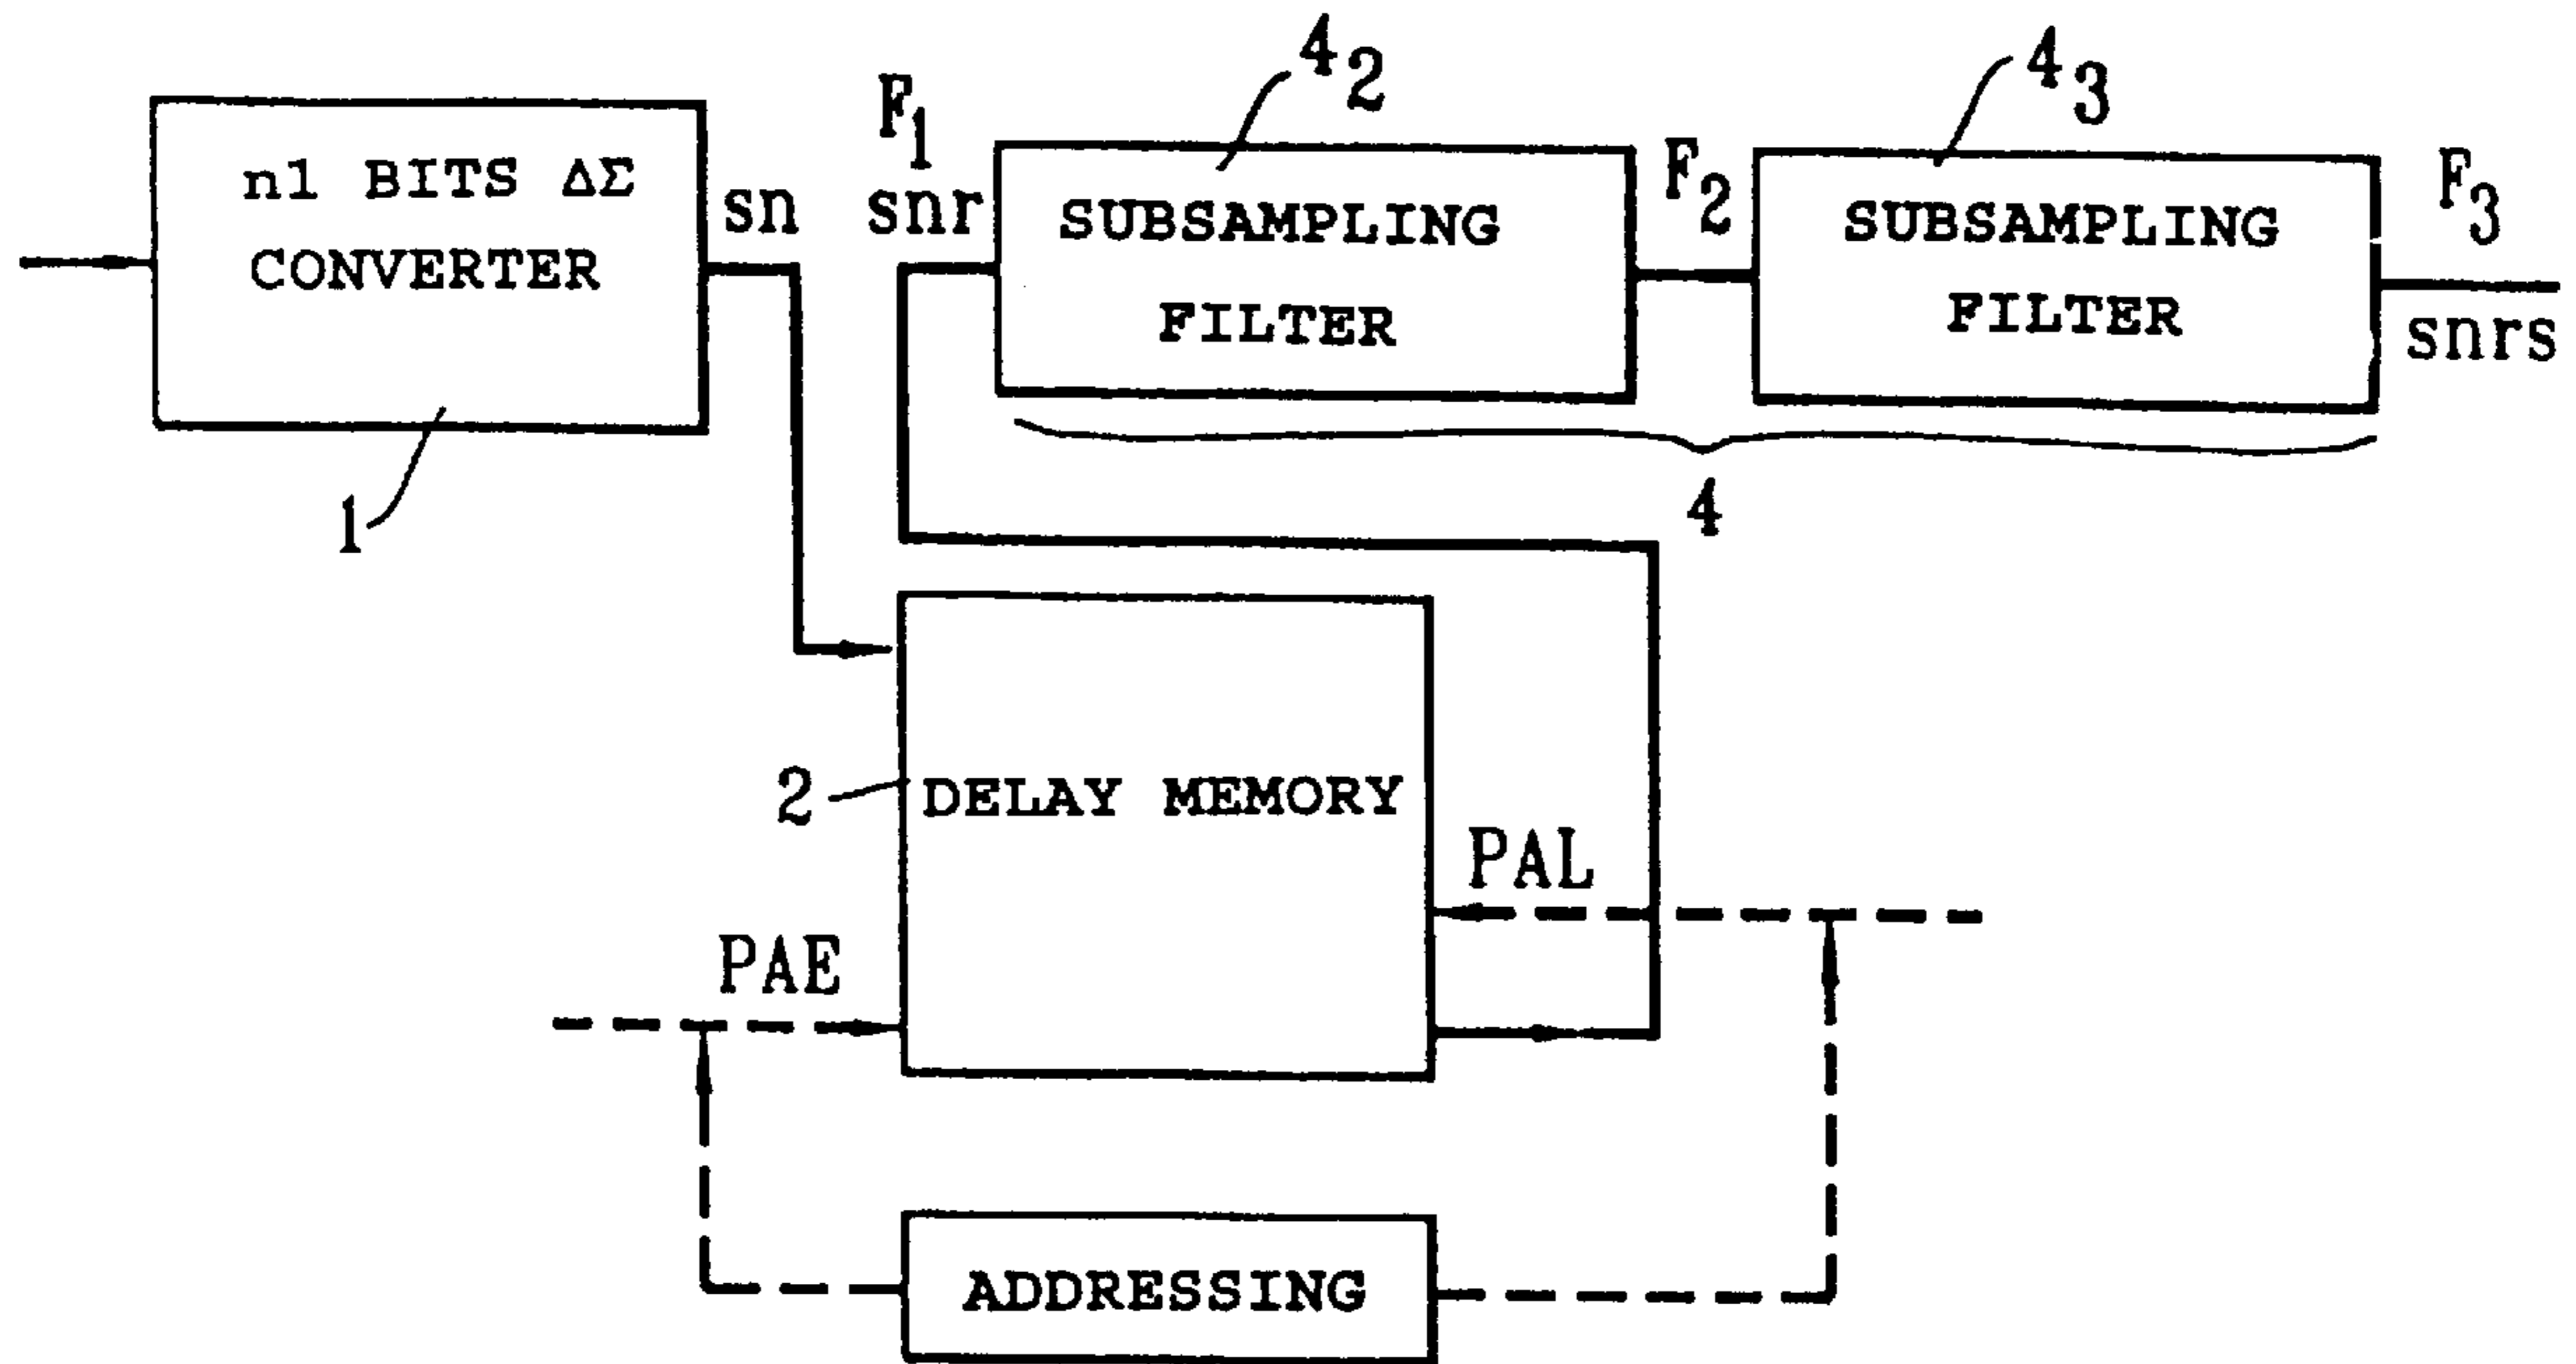 n1 BITS ΔΣ
CONVERTER
1
sn
F1
snr
42
SUBSAMPLING
FILTER
F2
43
SUBSAMPLING
FILTER
F3
snrs
4
2
DELAY MEMORY
PAL
PAE
ADDRESSING